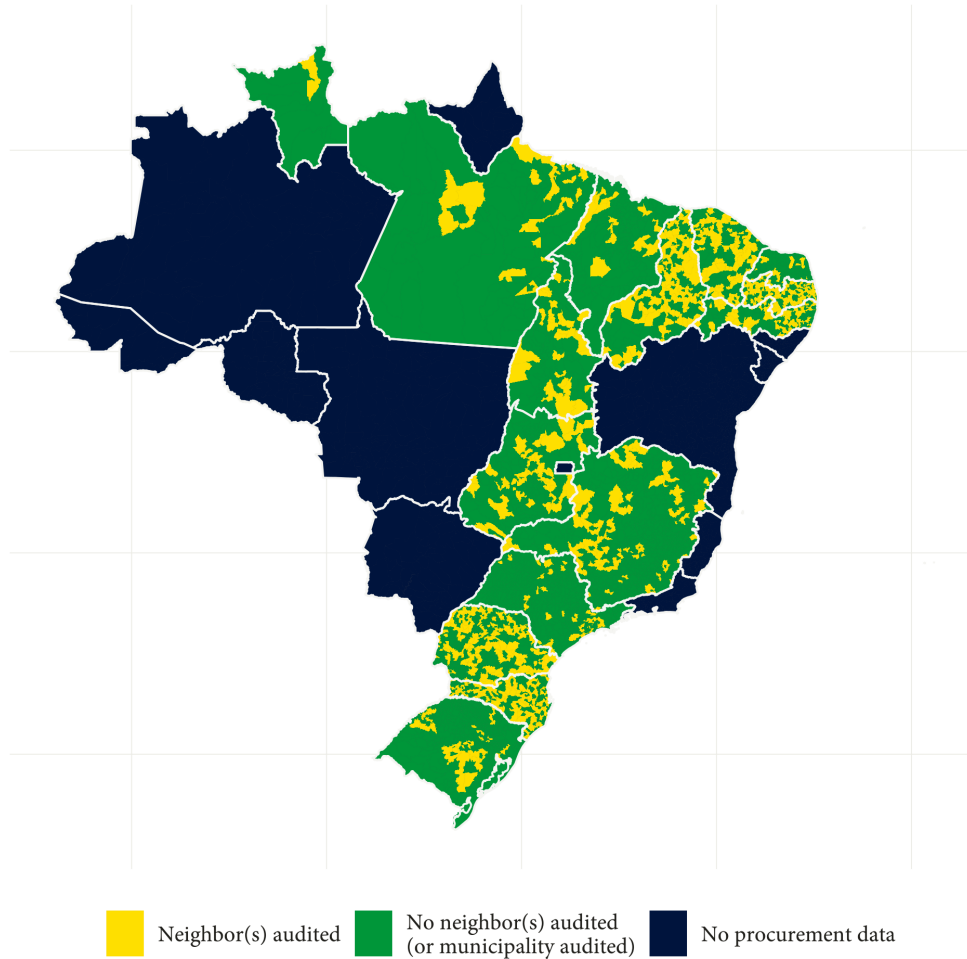 Neighbor(s) audited
No neighbor(s) audited
(or municipality audited)
No procurement data